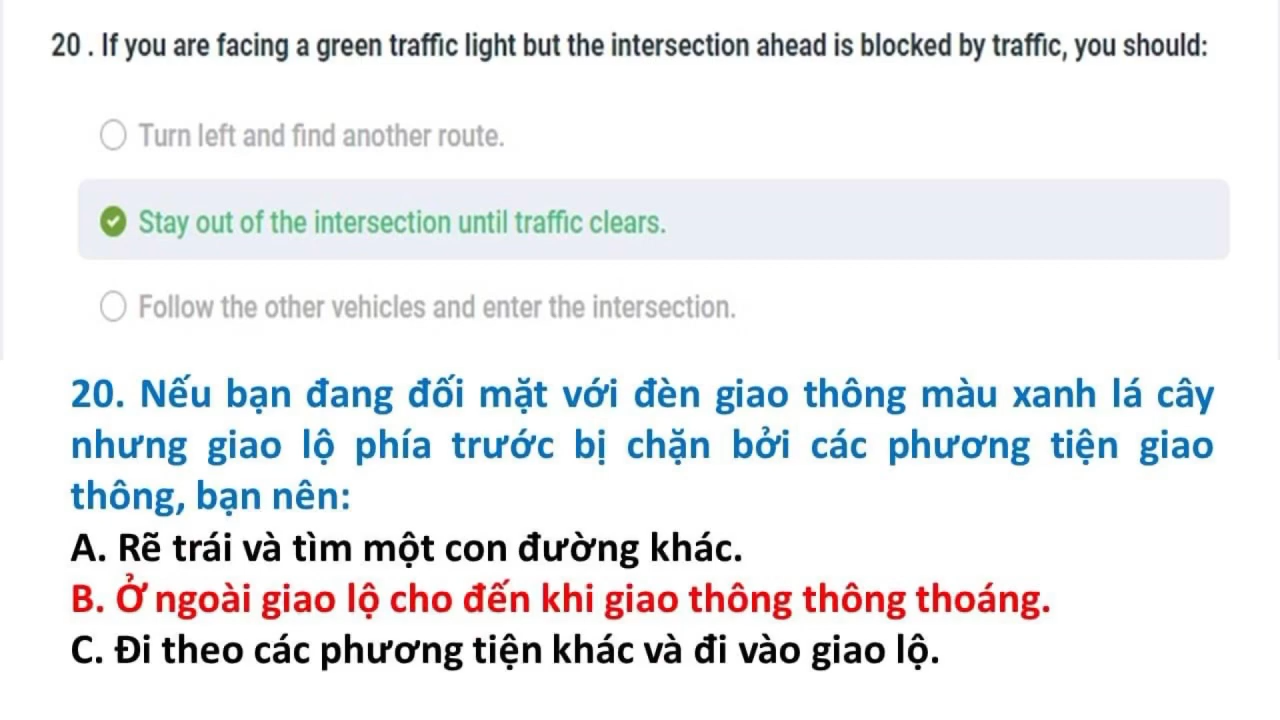 20 . If you are facing a green traffic light but the intersection ahead is blocked by traffic, you should:
Turn left and find another route.
Stay out of the intersection until traffic clears.
Follow the other vehicles and enter the intersection.
20. Nếu bạn đang đối mặt với đèn giao thông màu xanh lá cây
nhưng giao lộ phía trước bị chặn bởi các phương tiện giao
thông, bạn nên:
A. Rẽ trái và tìm một con đường khác.
B. Ở ngoài giao lộ cho đến khi giao thông thông thoáng.
C. Đi theo các phương tiện khác và đi vào giao lộ.